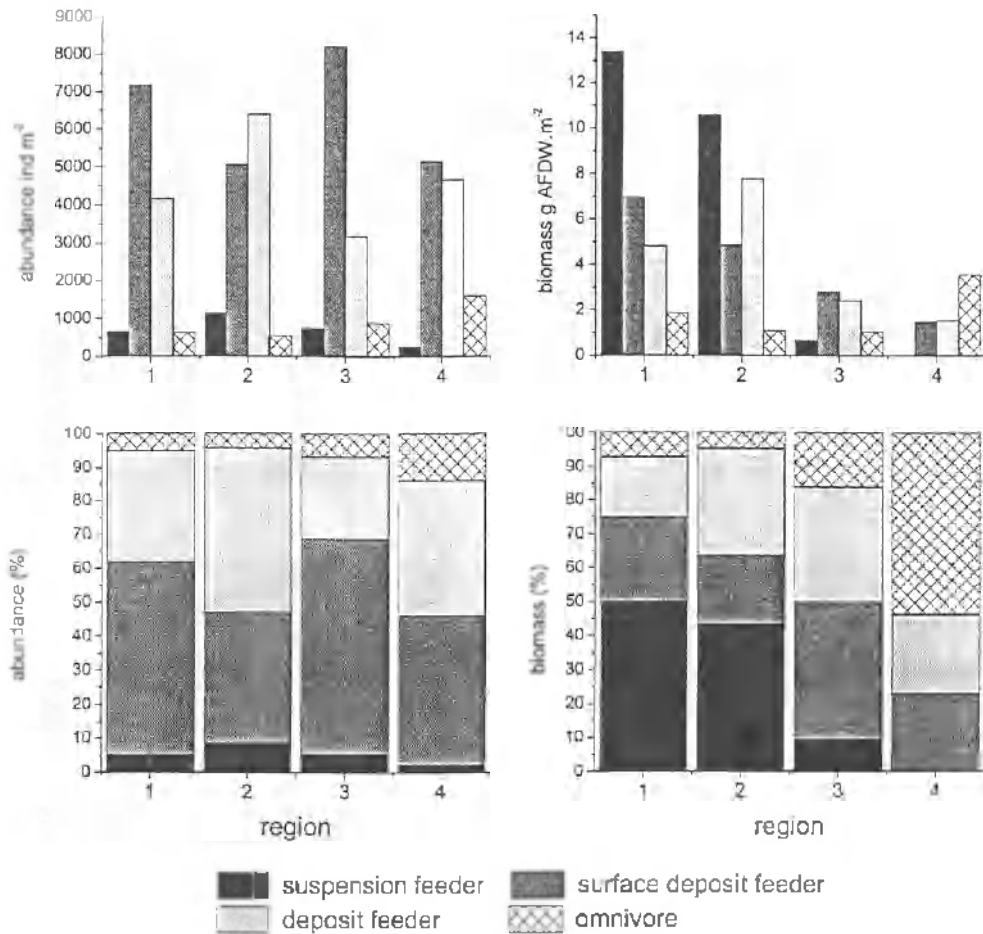 9000
8000
7000
6000
5000
4000
3000
2000
1000
0
abundance ind m-2
1 2 3 4
14
12
10
8
6
4
2
0
biomass g AFDW.m-2
1 2 3 4
100
90
80
70
60
50
40
30
20
10
0
abundance (%)
1 2 3 4
region
100
90
80
70
60
50
40
30
20
10
0
biomass (%)
1 2 3 4
region
suspension feeder
surface deposit feeder
deposit feeder
omnivore